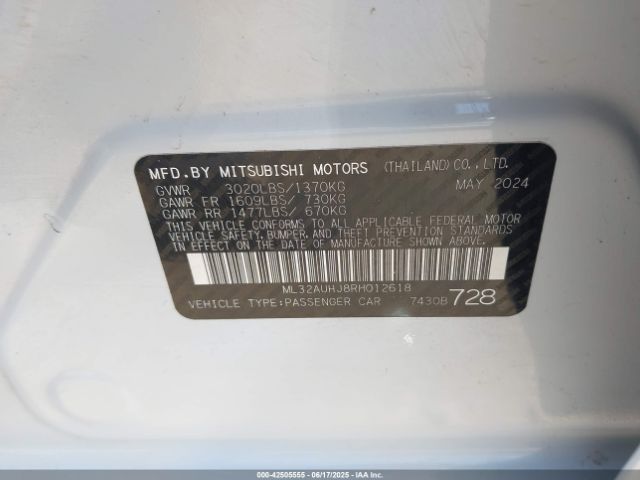 MFD.BY MITSUBISHI MOTORS (THAILAND) CO.,LTD.
GVWR 3020LBS/1370KG MAY 2024
GAWR FR 1609LBS/ 730KG
GAWR RR 1477LBS/ 670KG
THIS VEHICLE CONFORMS TO ALL APPLICABLE FEDERAL MOTOR
VEHICLE SAFETY,BUMPER,AND THEFT PREVENTION STANDARDS
IN EFFECT ON THE DATE OF MANUFACTURE SHOWN ABOVE.
ML32AUHJ8RH012618
VEHICLE TYPE:PASSENGER CAR 7430B 728
000-42505555 - 06/17/2025 - IAAI.COM